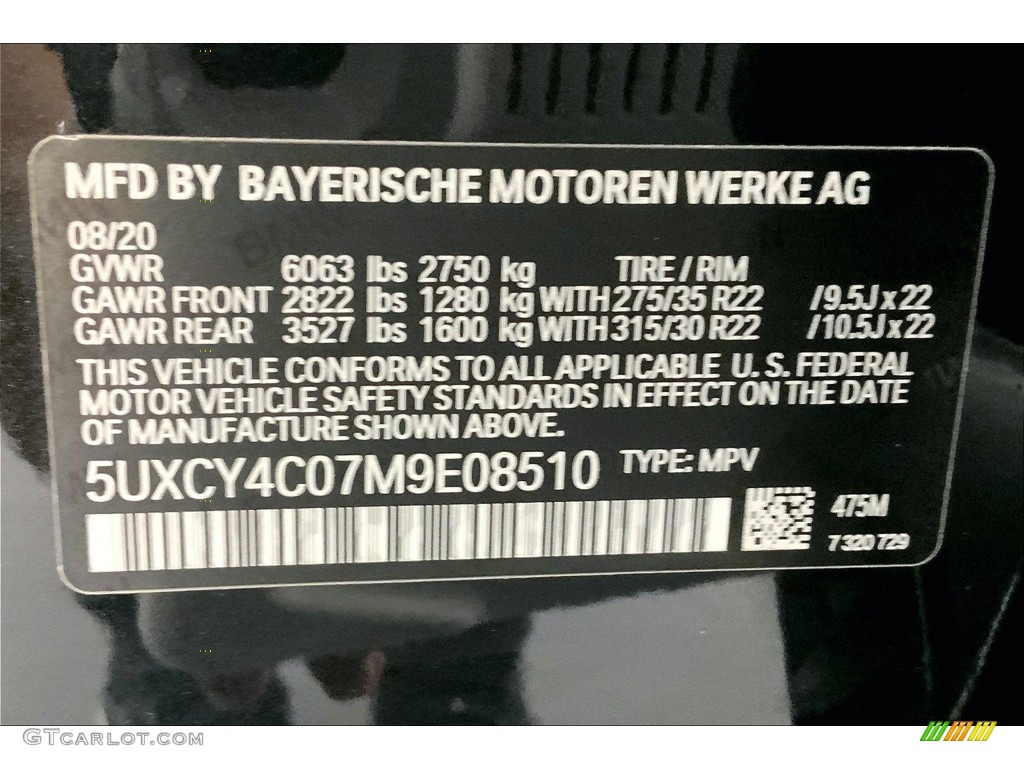 MFD BY BAYERISCHE MOTOREN WERKE AG
08/20
GVWR 6063 lbs 2750 kg TIRE / RIM
GAWR FRONT 2822 lbs 1280 kg WITH 275/35 R22 /9.5J x 22
GAWR REAR 3527 lbs 1600 kg WITH 315/30 R22 /10.5J x 22
THIS VEHICLE CONFORMS TO ALL APPLICABLE U. S. FEDERAL
MOTOR VEHICLE SAFETY STANDARDS IN EFFECT ON THE DATE
OF MANUFACTURE SHOWN ABOVE.
5UXCY4C07M9E08510 TYPE: MPV
475M
7 320 729
GTCARLOT.COM